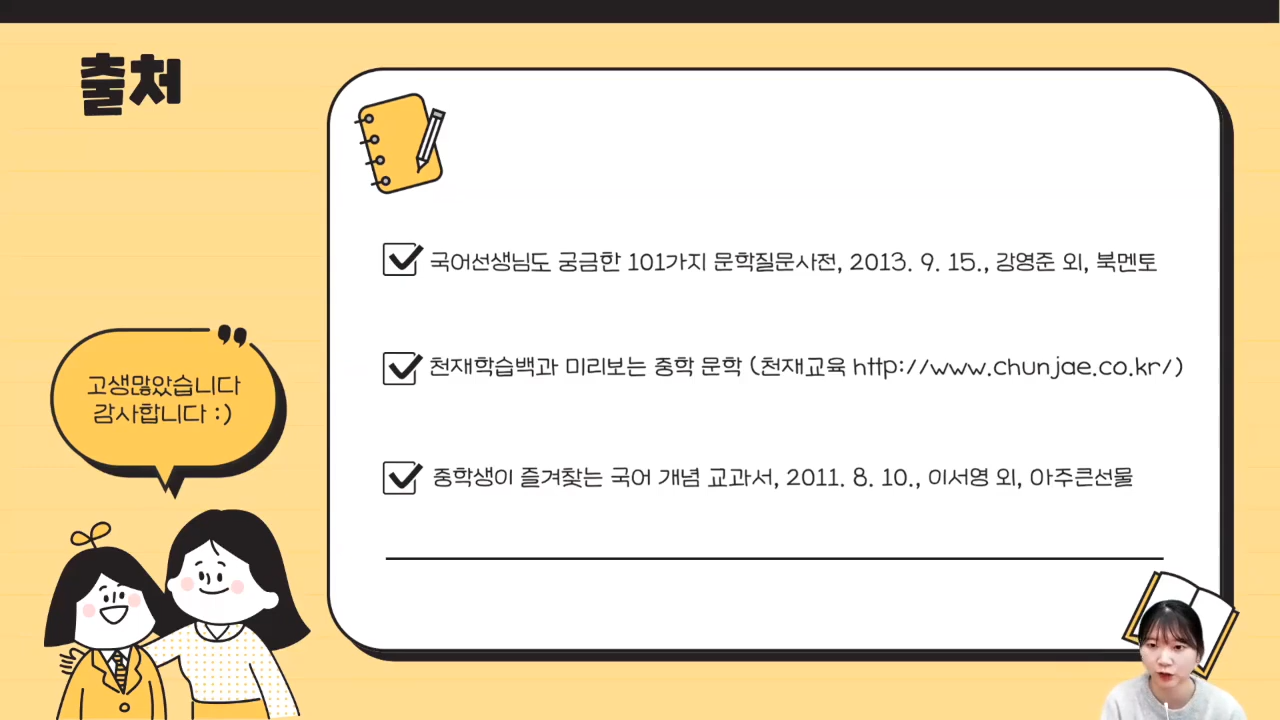 출처
국어선생님도 궁금한 101가지 문학질문사전, 2013. 9. 15., 강영준 외, 북멘토
천재학습백과 미리보는 중학 문학 (천재교육 http://www.chunjae.co.kr/)
중학생이 즐겨찾는 국어 개념 교과서, 2011. 8. 10., 이서영 외, 아주큰선물
고생많았습니다
감사합니다 :)